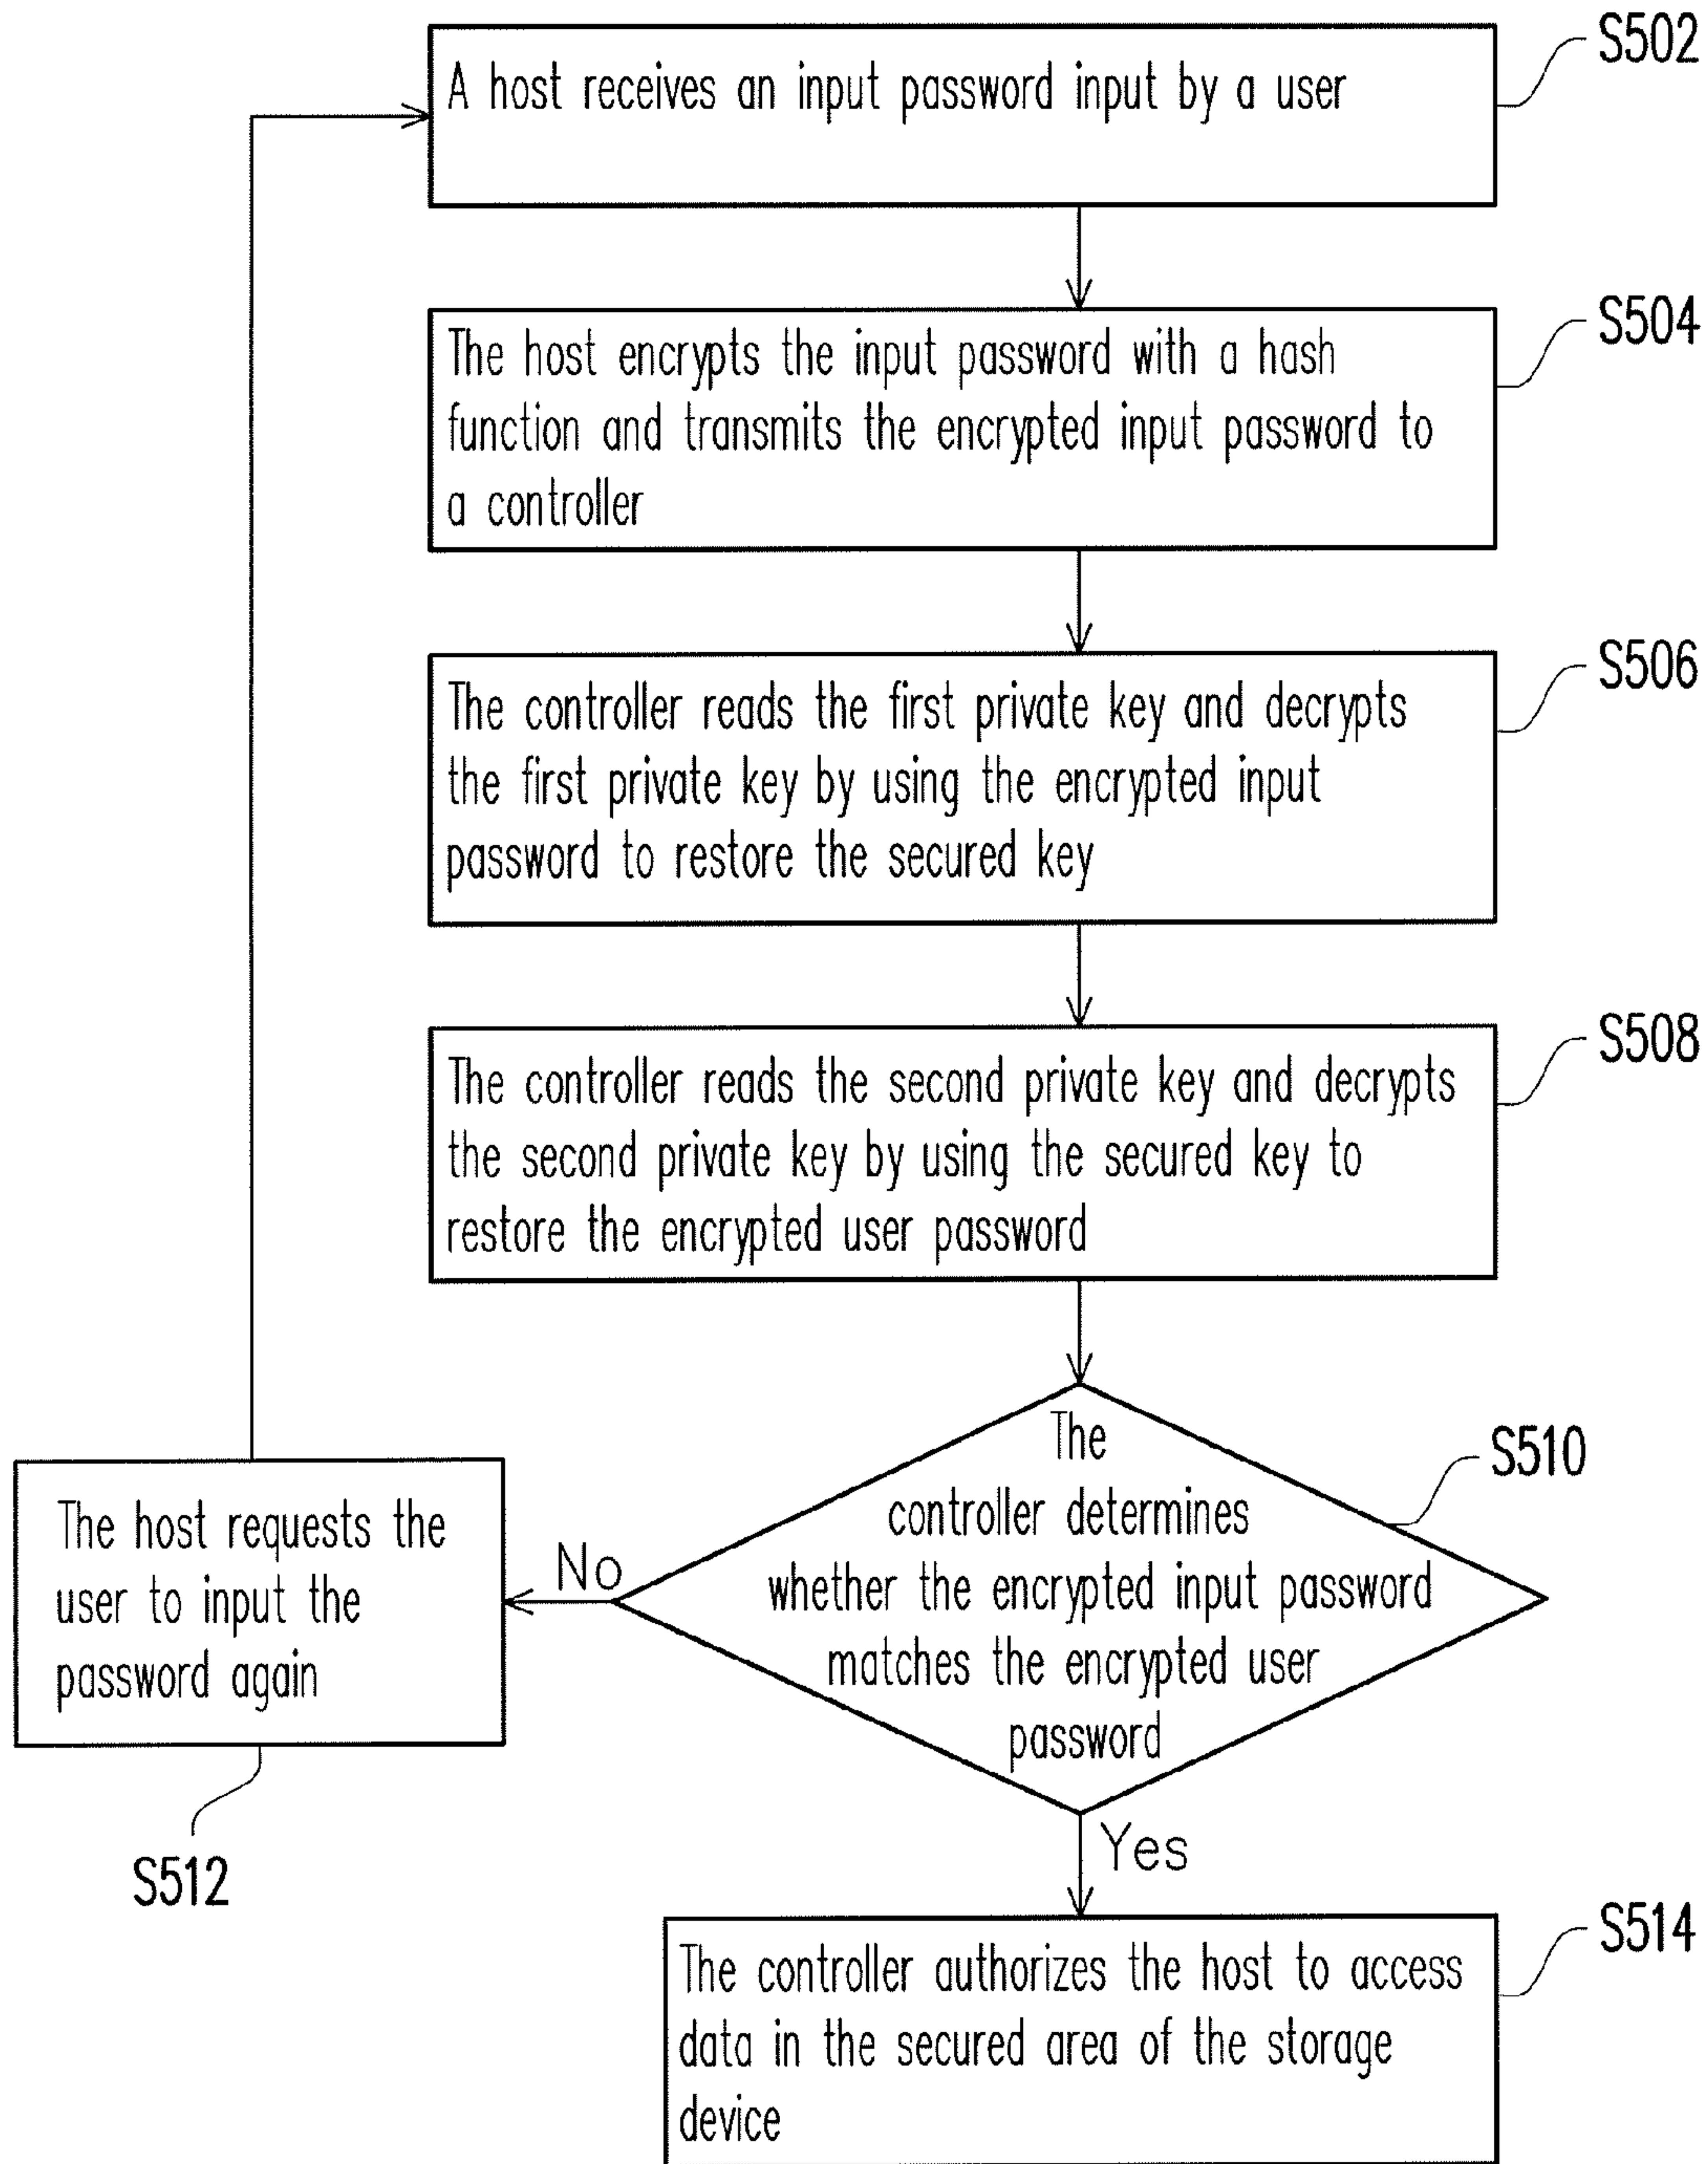 S502
A host receives an input password input by a user
S504
The host encrypts the input password with a hash
function and transmits the encrypted input password to
a controller
S506
The controller reads the first private key and decrypts
the first private key by using the encrypted input
password to restore the secured key
S508
The controller reads the second private key and decrypts
the second private key by using the secured key to
restore the encrypted user password
S510
The
controller determines
whether the encrypted input password
matches the encrypted user
password
No
The host requests the
user to input the
password again
S512
Yes
S514
The controller authorizes the host to access
data in the secured area of the storage
device